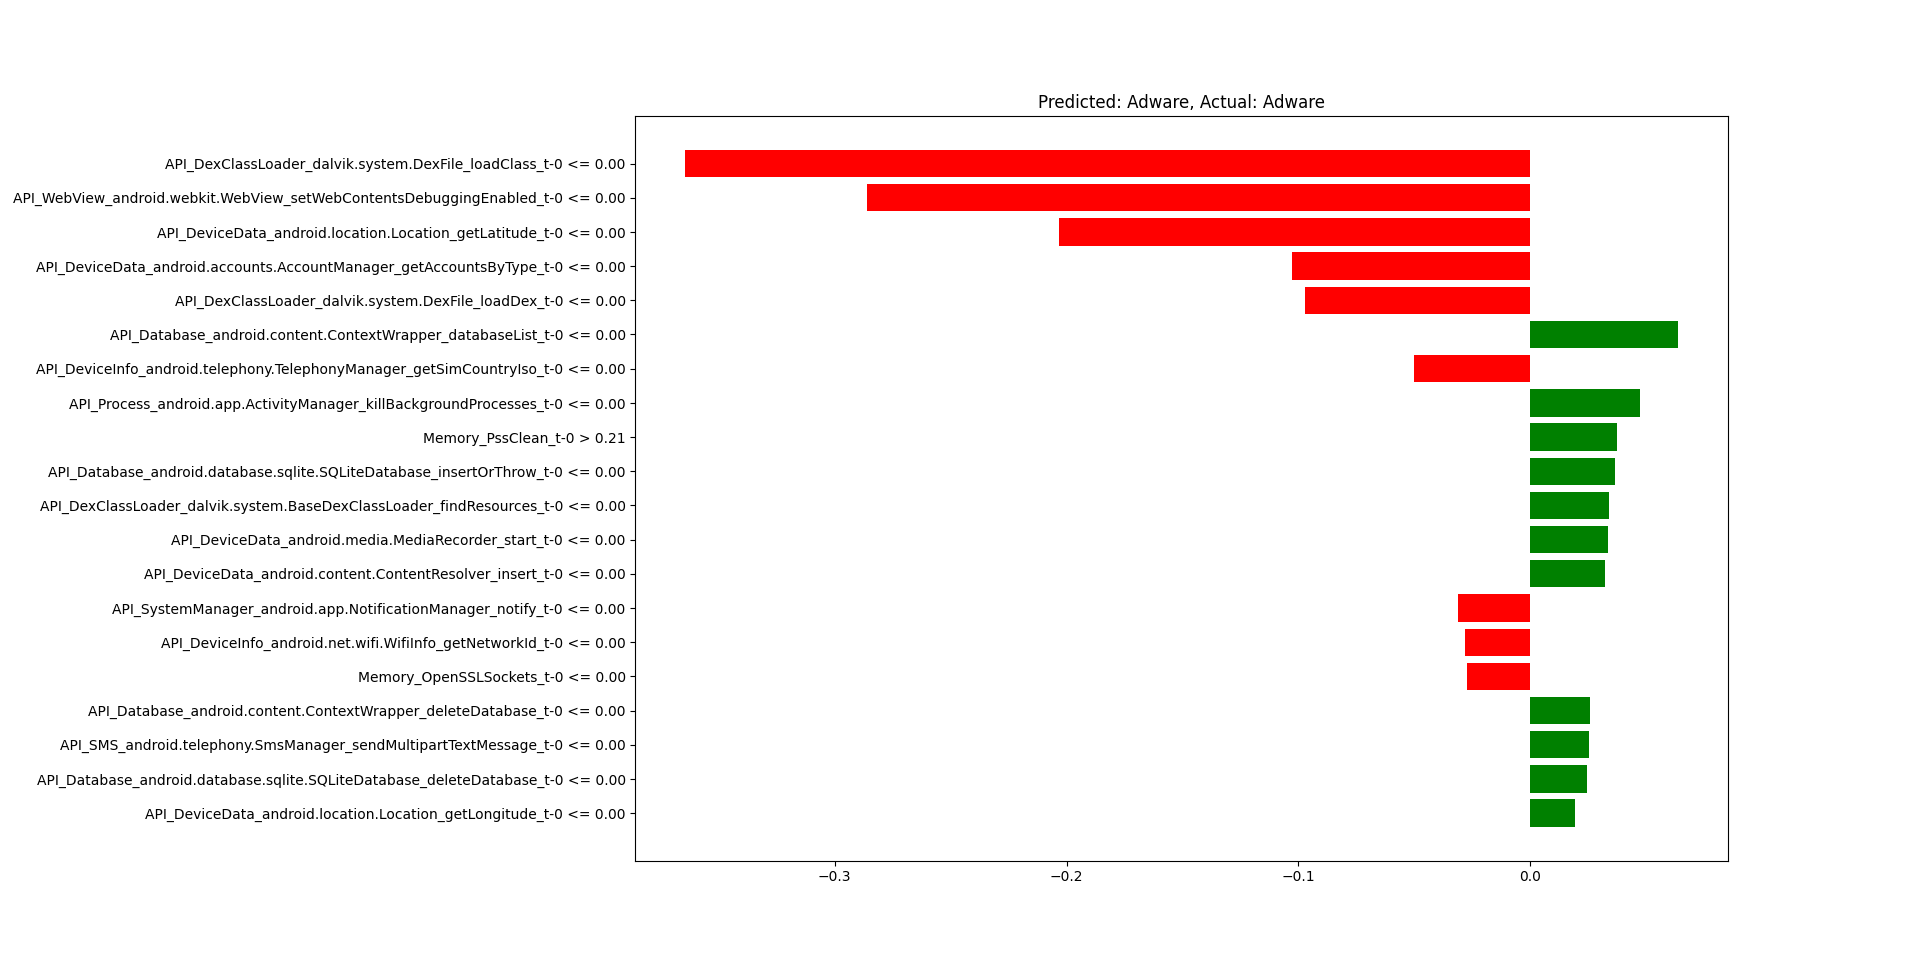 Predicted: Adware, Actual: Adware
API_DexClassLoader_dalvik.system.DexFile_loadClass_t-0 <= 0.00
API_WebView_android.webkit.WebView_setWebContentsDebuggingEnabled_t-0 <= 0.00
API_DeviceData_android.location.Location_getLatitude_t-0 <= 0.00
API_DeviceData_android.accounts.AccountManager_getAccountsByType_t-0 <= 0.00
API_DexClassLoader_dalvik.system.DexFile_loadDex_t-0 <= 0.00
API_Database_android.content.ContextWrapper_databaseList_t-0 <= 0.00
API_DeviceInfo_android.telephony.TelephonyManager_getSimCountryIso_t-0 <= 0.00
API_Process_android.app.ActivityManager_killBackgroundProcesses_t-0 <= 0.00
Memory_PssClean_t-0 > 0.21
API_Database_android.database.sqlite.SQLiteDatabase_insertOrThrow_t-0 <= 0.00
API_DexClassLoader_dalvik.system.BaseDexClassLoader_findResources_t-0 <= 0.00
API_DeviceData_android.media.MediaRecorder_start_t-0 <= 0.00
API_DeviceData_android.content.ContentResolver_insert_t-0 <= 0.00
API_SystemManager_android.app.NotificationManager_notify_t-0 <= 0.00
API_DeviceInfo_android.net.wifi.WifiInfo_getNetworkId_t-0 <= 0.00
Memory_OpenSSLSockets_t-0 <= 0.00
API_Database_android.content.ContextWrapper_deleteDatabase_t-0 <= 0.00
API_SMS_android.telephony.SmsManager_sendMultipartTextMessage_t-0 <= 0.00
API_Database_android.database.sqlite.SQLiteDatabase_deleteDatabase_t-0 <= 0.00
API_DeviceData_android.location.Location_getLongitude_t-0 <= 0.00
−0.3 −0.2 −0.1 0.0